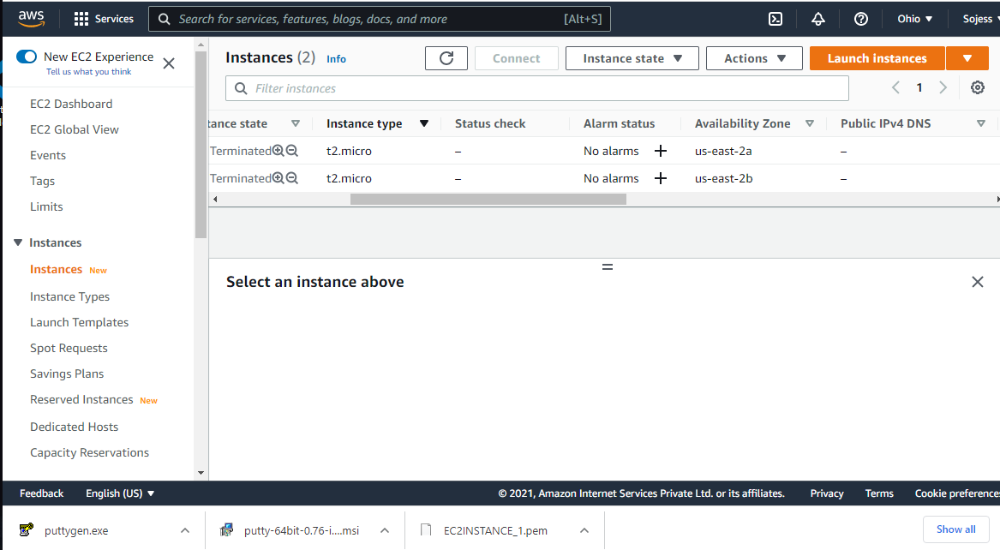 aws Services Search for services, features, blogs, docs, and more [Alt+S] Ohio Sojess
New EC2 Experience
Tell us what you think
EC2 Dashboard
EC2 Global View
Events
Tags
Limits
Instances
Instances New
Instance Types
Launch Templates
Spot Requests
Savings Plans
Reserved Instances New
Dedicated Hosts
Capacity Reservations
Instances (2) Info Connect Instance state Actions Launch instances
Filter instances 1
tance state Instance type Status check Alarm status Availability Zone Public IPv4 DNS
Terminated t2.micro – No alarms us-east-2a –
Terminated t2.micro – No alarms us-east-2b –
Select an instance above
Feedback English (US) © 2021, Amazon Internet Services Private Ltd. or its affiliates. Privacy Terms Cookie preferences
puttygen.exe putty-64bit-0.76-i....msi EC2INSTANCE_1.pem Show all